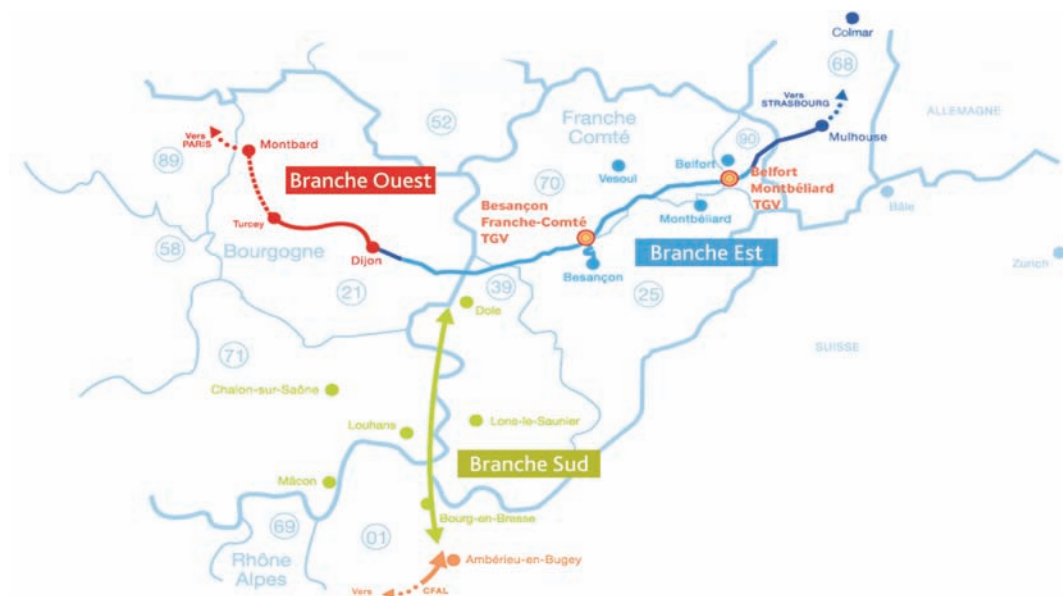 Colmar
68
Vers
STRASBOURG
ALLEMAGNE
52
Franche
Comté
Mulhouse
Vers
PARIS
Montbard
90
89
Belfort
Branche Ouest
70
Vesoul
Belfort
Montbéliard
TGV
Besançon
Franche-Comté
TGV
Montbéliard
Bâle
Turcey
58
Bourgogne
Dijon
Branche Est
Zurich
Besançon
21
39
25
Dole
SUISSE
71
Chalon-sur-Saône
Louhans
Lons-le-Saunier
Branche Sud
Mâcon
Bourg-en-Bresse
69
01
Rhône
Alpes
Ambérieu-en-Bugey
Vers
CFAL